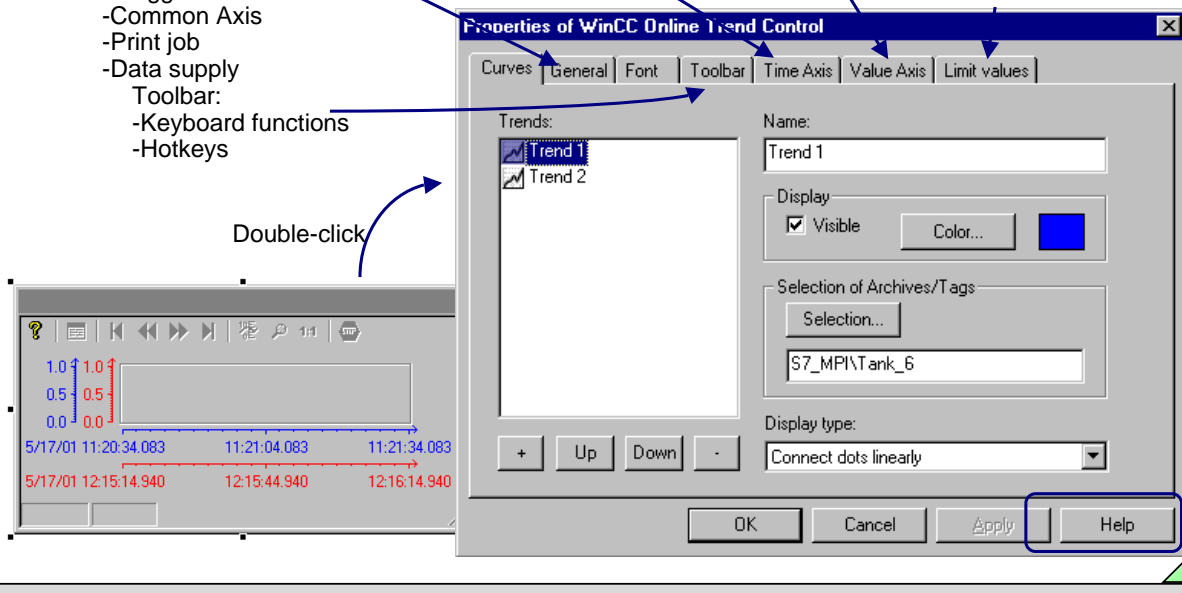 -Common Axis
-Print job
-Data supply
Toolbar:
-Keyboard functions
-Hotkeys
Double-click
Properties of WinCC Online Trend Control
Curves General Font Toolbar Time Axis Value Axis Limit values
Trends:
Trend 1
Trend 2
+ Up Down -
Name:
Trend 1
Display
Visible Color...
Selection of Archives/Tags
Selection...
S7_MPI\Tank_6
Display type:
Connect dots linearly
OK Cancel Apply Help
1:1
1.0 1.0
0.5 0.5
0.0 0.0
5/17/01 11:20:34.083 11:21:04.083 11:21:34.083
5/17/01 12:15:14.940 12:15:44.940 12:16:14.940